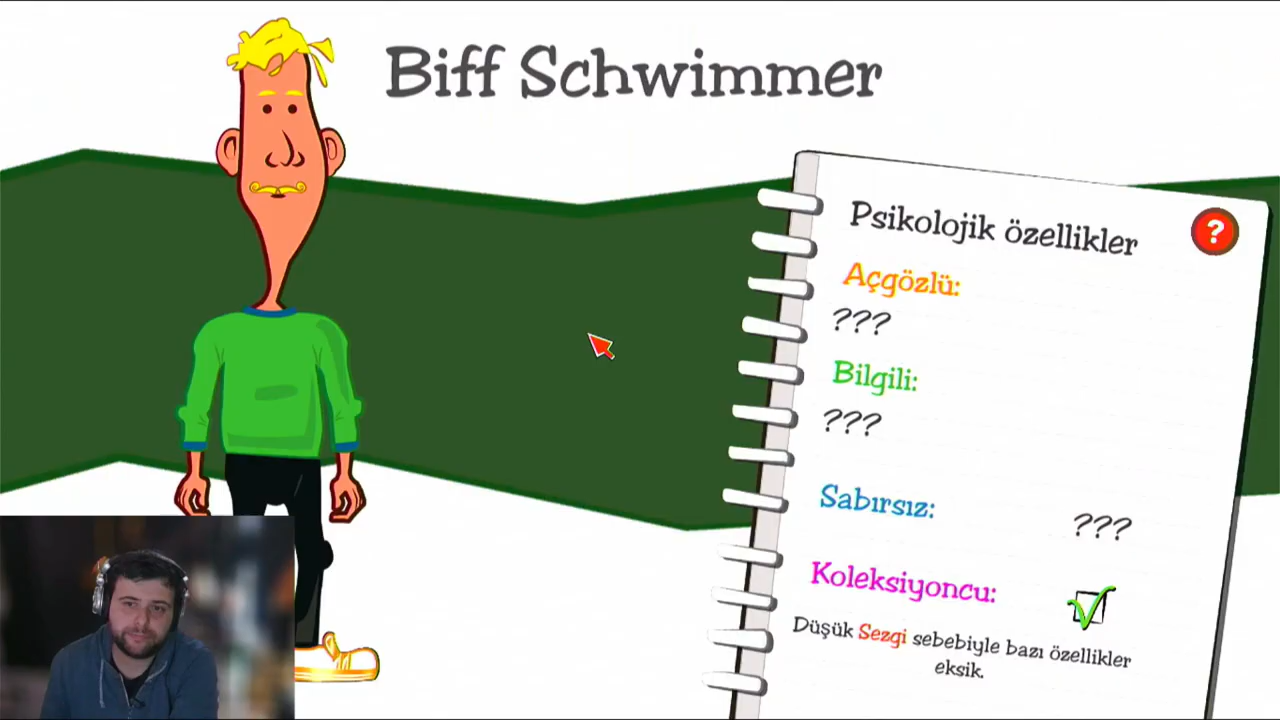 Biff Schwimmer
Psikolojik özellikler
?
Açgözlü:
???
Bilgili:
???
Sabırsız: ???
Koleksiyoncu:
Düşük Sezgi sebebiyle bazı özellikler
eksik.